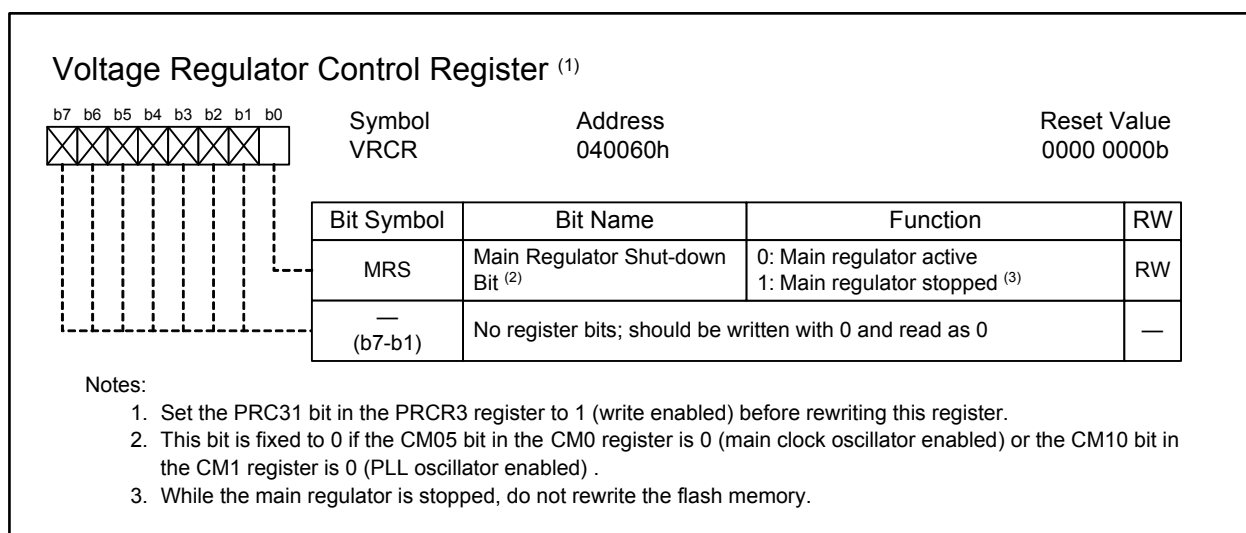 Voltage Regulator Control Register (1)
b7 b6 b5 b4 b3 b2 b1 b0
Symbol Address Reset Value
VRCR 040060h 0000 0000b
Bit Symbol Bit Name Function RW
MRS Main Regulator Shut-down Bit (2) 0: Main regulator active
1: Main regulator stopped (3) RW
— (b7-b1) No register bits; should be written with 0 and read as 0 —
Notes:
1. Set the PRC31 bit in the PRCR3 register to 1 (write enabled) before rewriting this register.
2. This bit is fixed to 0 if the CM05 bit in the CM0 register is 0 (main clock oscillator enabled) or the CM10 bit in
the CM1 register is 0 (PLL oscillator enabled) .
3. While the main regulator is stopped, do not rewrite the flash memory.